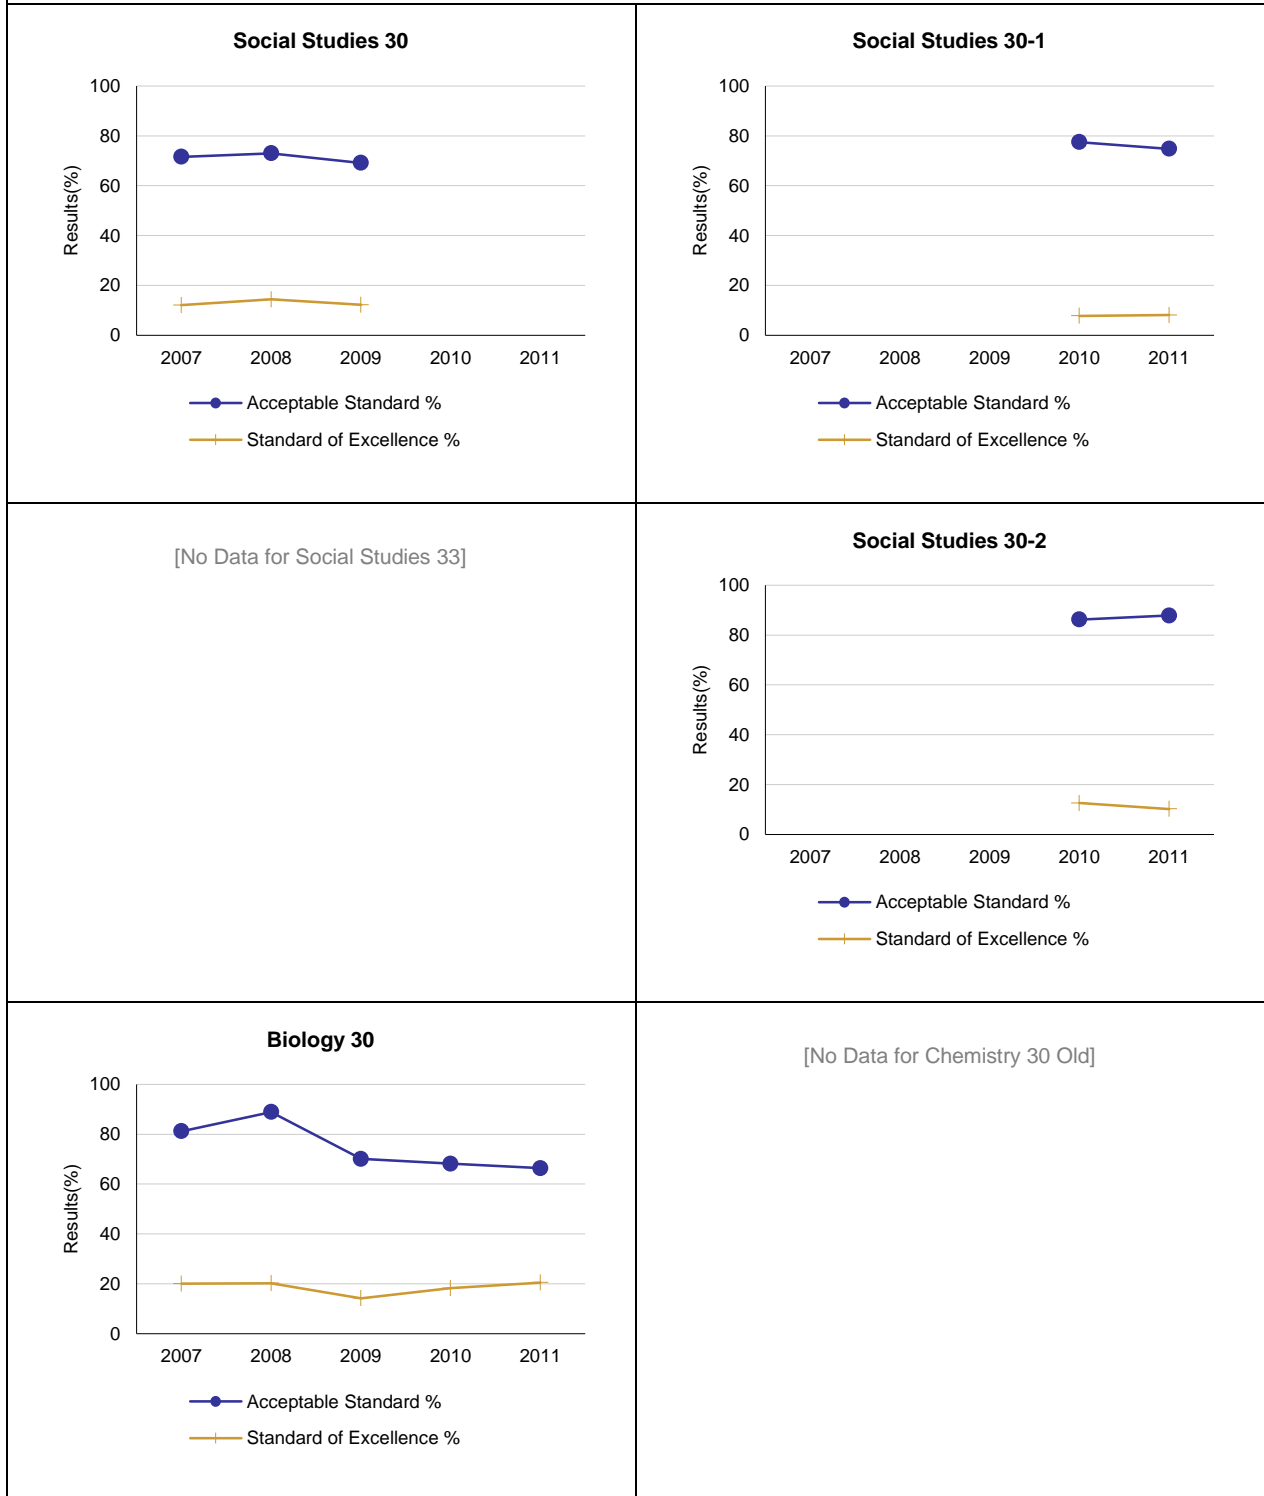 Social Studies 30
100
80
60
40
20
0
Results(%)
2007 2008 2009 2010 2011
Acceptable Standard %
Standard of Excellence %
Social Studies 30-1
100
80
60
40
20
0
Results(%)
2007 2008 2009 2010 2011
Acceptable Standard %
Standard of Excellence %
[No Data for Social Studies 33]
Social Studies 30-2
100
80
60
40
20
0
Results(%)
2007 2008 2009 2010 2011
Acceptable Standard %
Standard of Excellence %
Biology 30
100
80
60
40
20
0
Results(%)
2007 2008 2009 2010 2011
Acceptable Standard %
Standard of Excellence %
[No Data for Chemistry 30 Old]